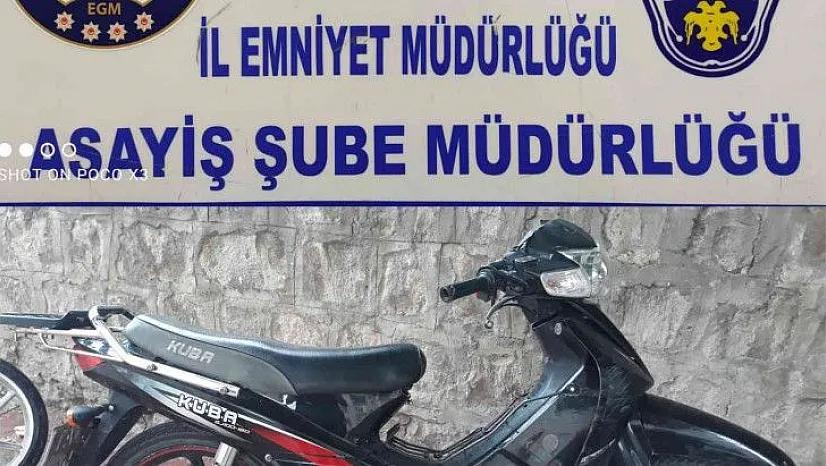 EGM
İL EMNİYET MÜDÜRLÜĞÜ
ASAYİŞ ŞUBE MÜDÜRLÜĞÜ
SHOT ON POCO X3
KUBA
KUBA